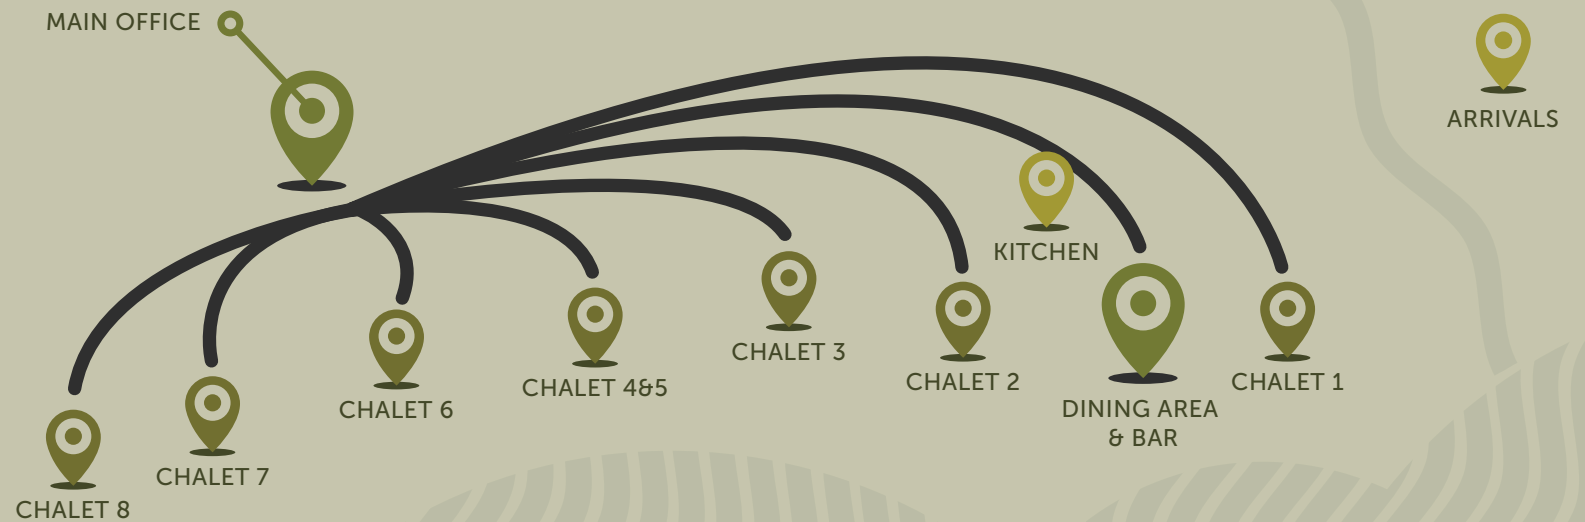 MAIN OFFICE
ARRIVALS
KITCHEN
CHALET 3
CHALET 4&5
CHALET 2
CHALET 1
CHALET 6
DINING AREA
& BAR
CHALET 7
CHALET 8